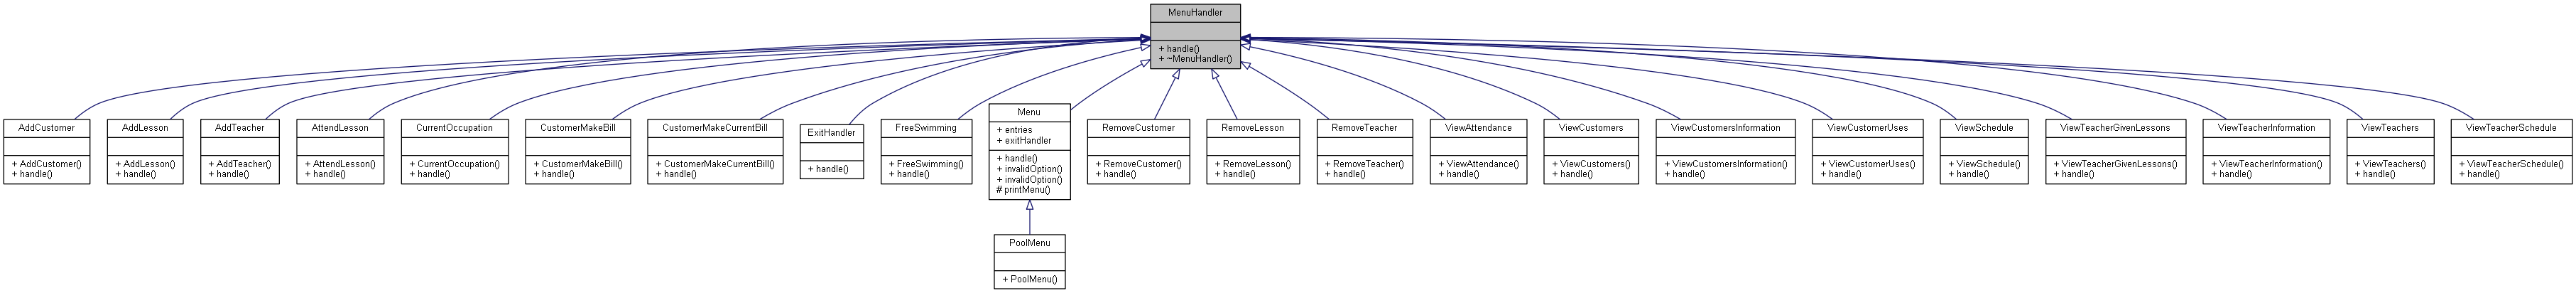 MenuHandler
+ handle()
+ ~MenuHandler()
AddCustomer
+ AddCustomer()
+ handle()
AddLesson
+ AddLesson()
+ handle()
AddTeacher
+ AddTeacher()
+ handle()
AttendLesson
+ AttendLesson()
+ handle()
CurrentOccupation
+ CurrentOccupation()
+ handle()
CustomerMakeBill
+ CustomerMakeBill()
+ handle()
CustomerMakeCurrentBill
+ CustomerMakeCurrentBill()
+ handle()
ExitHandler
+ handle()
FreeSwimming
+ FreeSwimming()
+ handle()
Menu
+ entries
+ exitHandler
+ handle()
+ invalidOption()
+ invalidOption()
# printMenu()
RemoveCustomer
+ RemoveCustomer()
+ handle()
RemoveLesson
+ RemoveLesson()
+ handle()
RemoveTeacher
+ RemoveTeacher()
+ handle()
ViewAttendance
+ ViewAttendance()
+ handle()
ViewCustomers
+ ViewCustomers()
+ handle()
ViewCustomersInformation
+ ViewCustomersInformation()
+ handle()
ViewCustomerUses
+ ViewCustomerUses()
+ handle()
ViewSchedule
+ ViewSchedule()
+ handle()
ViewTeacherGivenLessons
+ ViewTeacherGivenLessons()
+ handle()
ViewTeacherInformation
+ ViewTeacherInformation()
+ handle()
ViewTeachers
+ ViewTeachers()
+ handle()
ViewTeacherSchedule
+ ViewTeacherSchedule()
+ handle()
PoolMenu
+ PoolMenu()